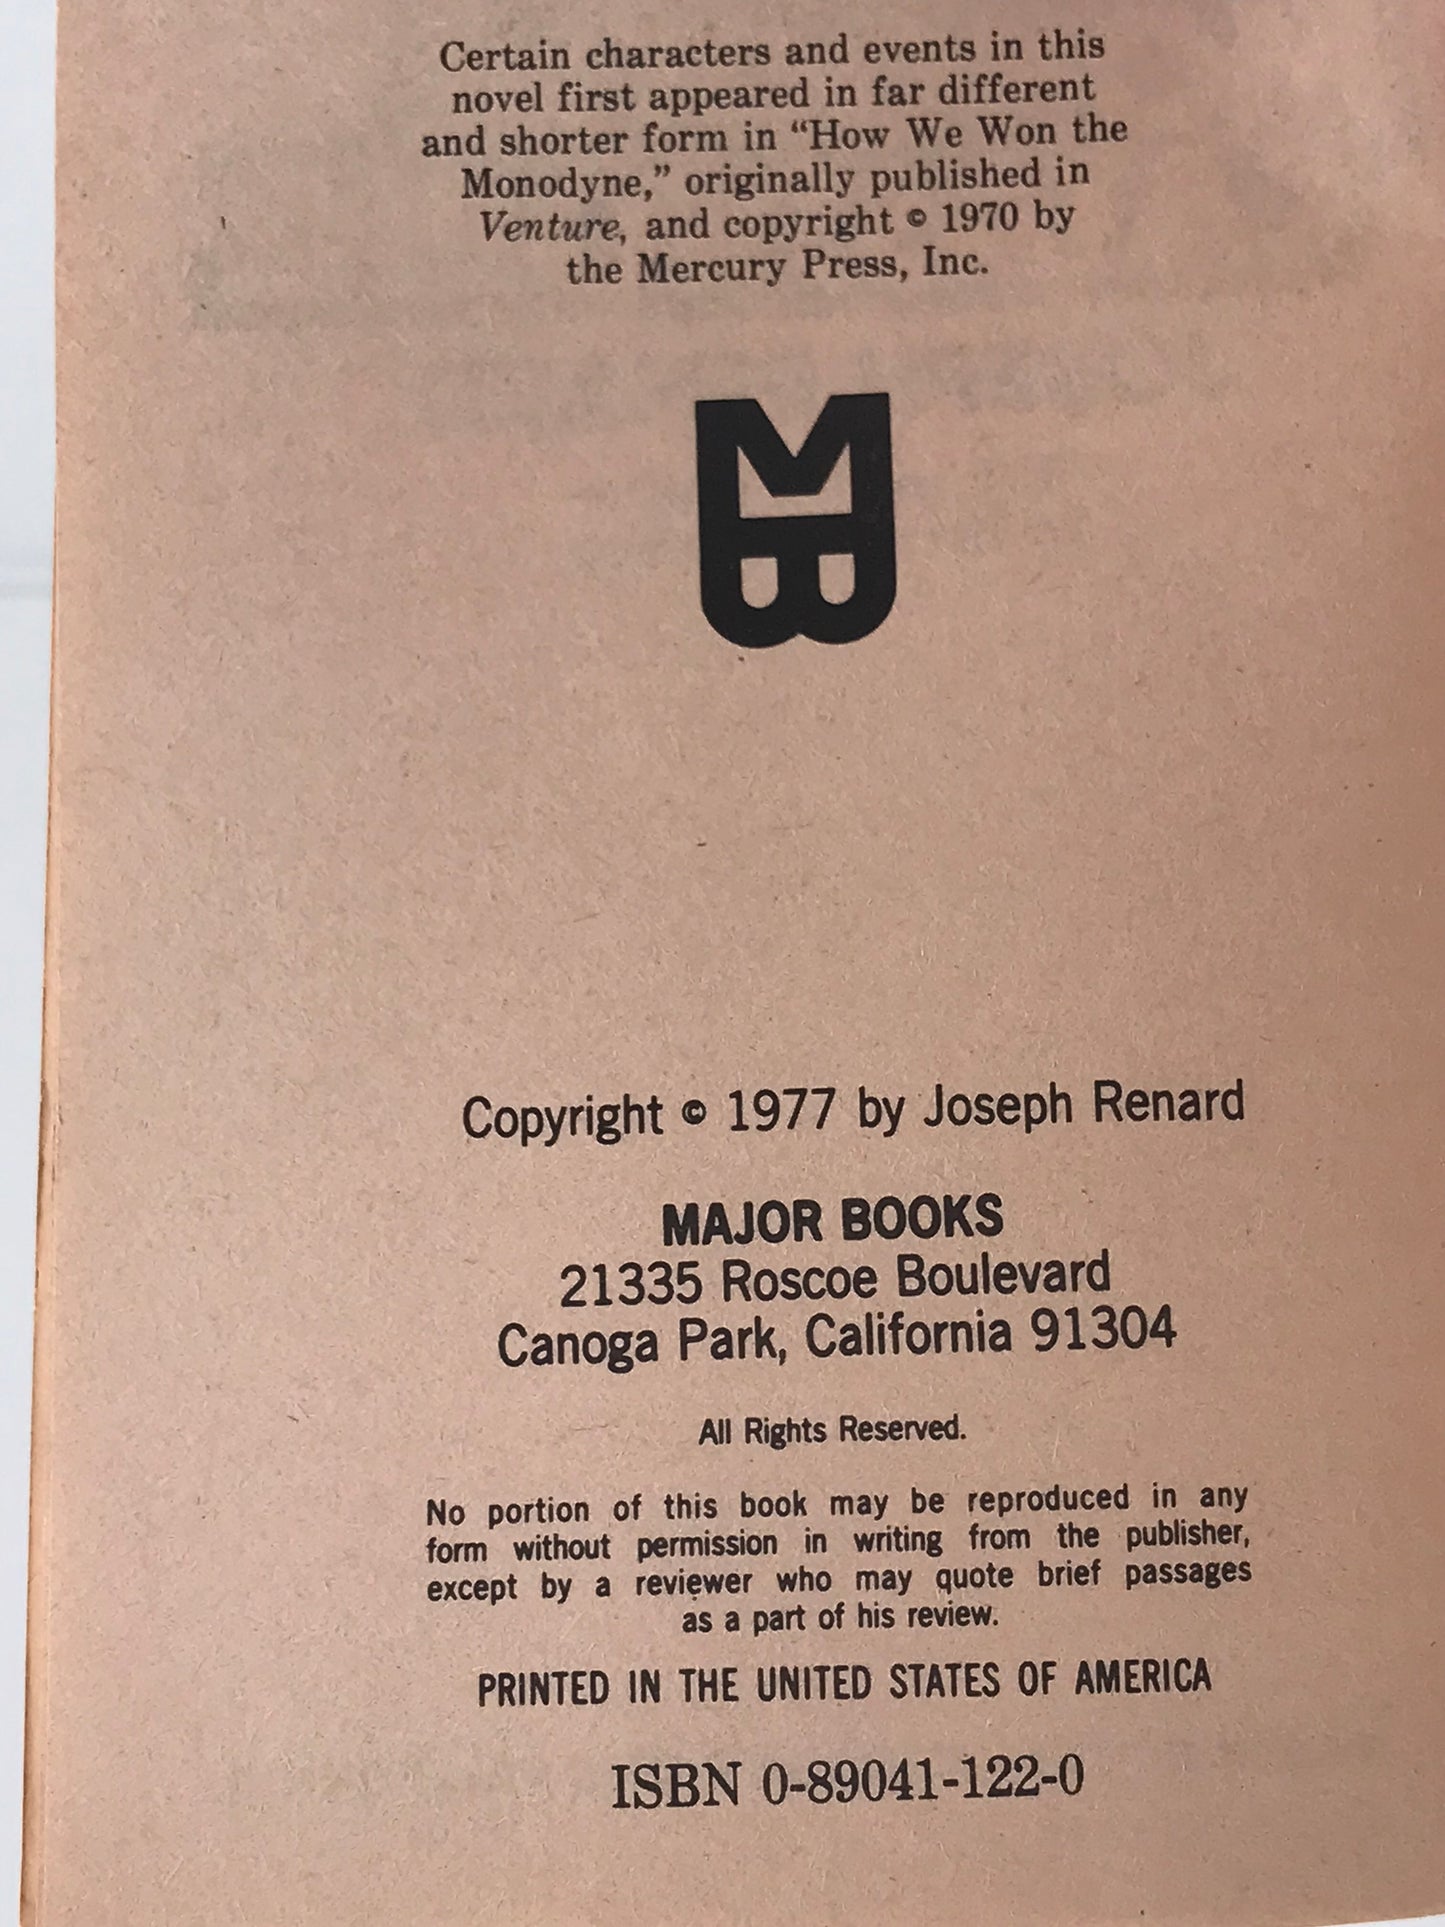 Certain characters and events in this
novel first appeared in far different
and shorter form in “How We Won the
Monodyne,” originally published in
Venture, and copyright © 1970 by
the Mercury Press, Inc.
MB
Copyright © 1977 by Joseph Renard
MAJOR BOOKS
21335 Roscoe Boulevard
Canoga Park, California 91304
All Rights Reserved.
No portion of this book may be reproduced in any
form without permission in writing from the publisher,
except by a reviewer who may quote brief passages
as a part of his review.
PRINTED IN THE UNITED STATES OF AMERICA
ISBN 0-89041-122-0